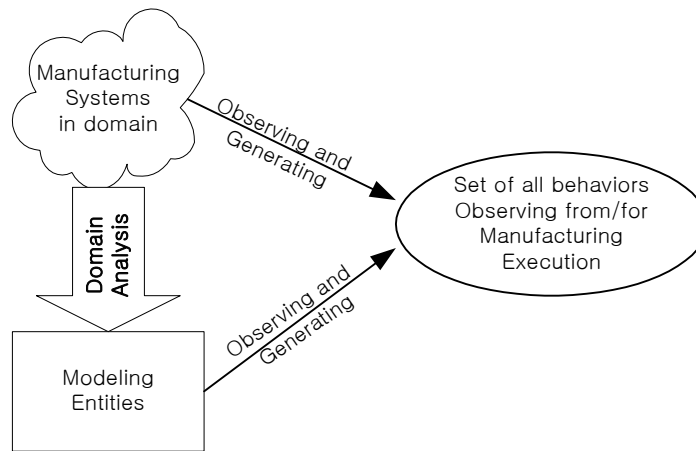 Manufacturing
Systems
in domain
Observing and
Generating
Set of all behaviors
Observing from/for
Manufacturing
Execution
Domain
Analysis
Observing and
Generating
Modeling
Entities